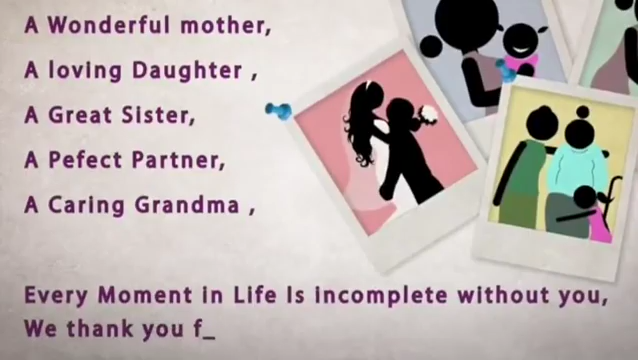 A Wonderful mother,
A loving Daughter ,
A Great Sister,
A Pefect Partner,
A Caring Grandma ,
Every Moment in Life Is incomplete without you,
We thank you f_